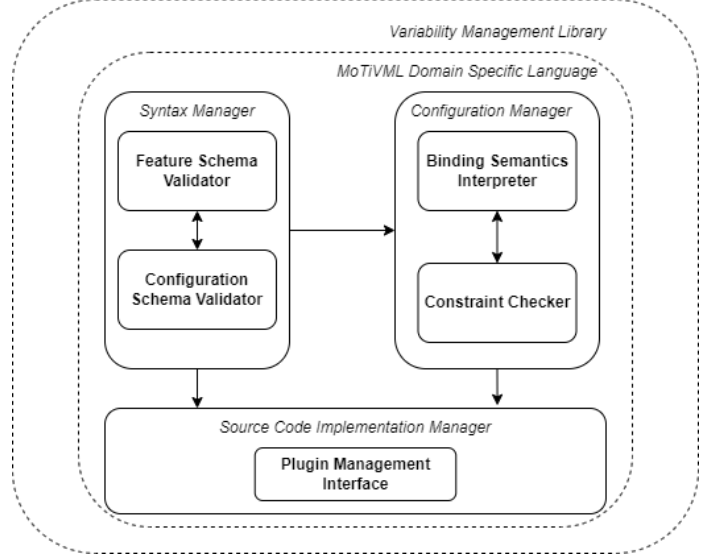 Variability Management Library
MoTiVML Domain Specific Language
Syntax Manager
Feature Schema
Validator
Configuration
Schema Validator
Configuration Manager
Binding Semantics
Interpreter
Constraint Checker
Source Code Implementation Manager
Plugin Management
Interface